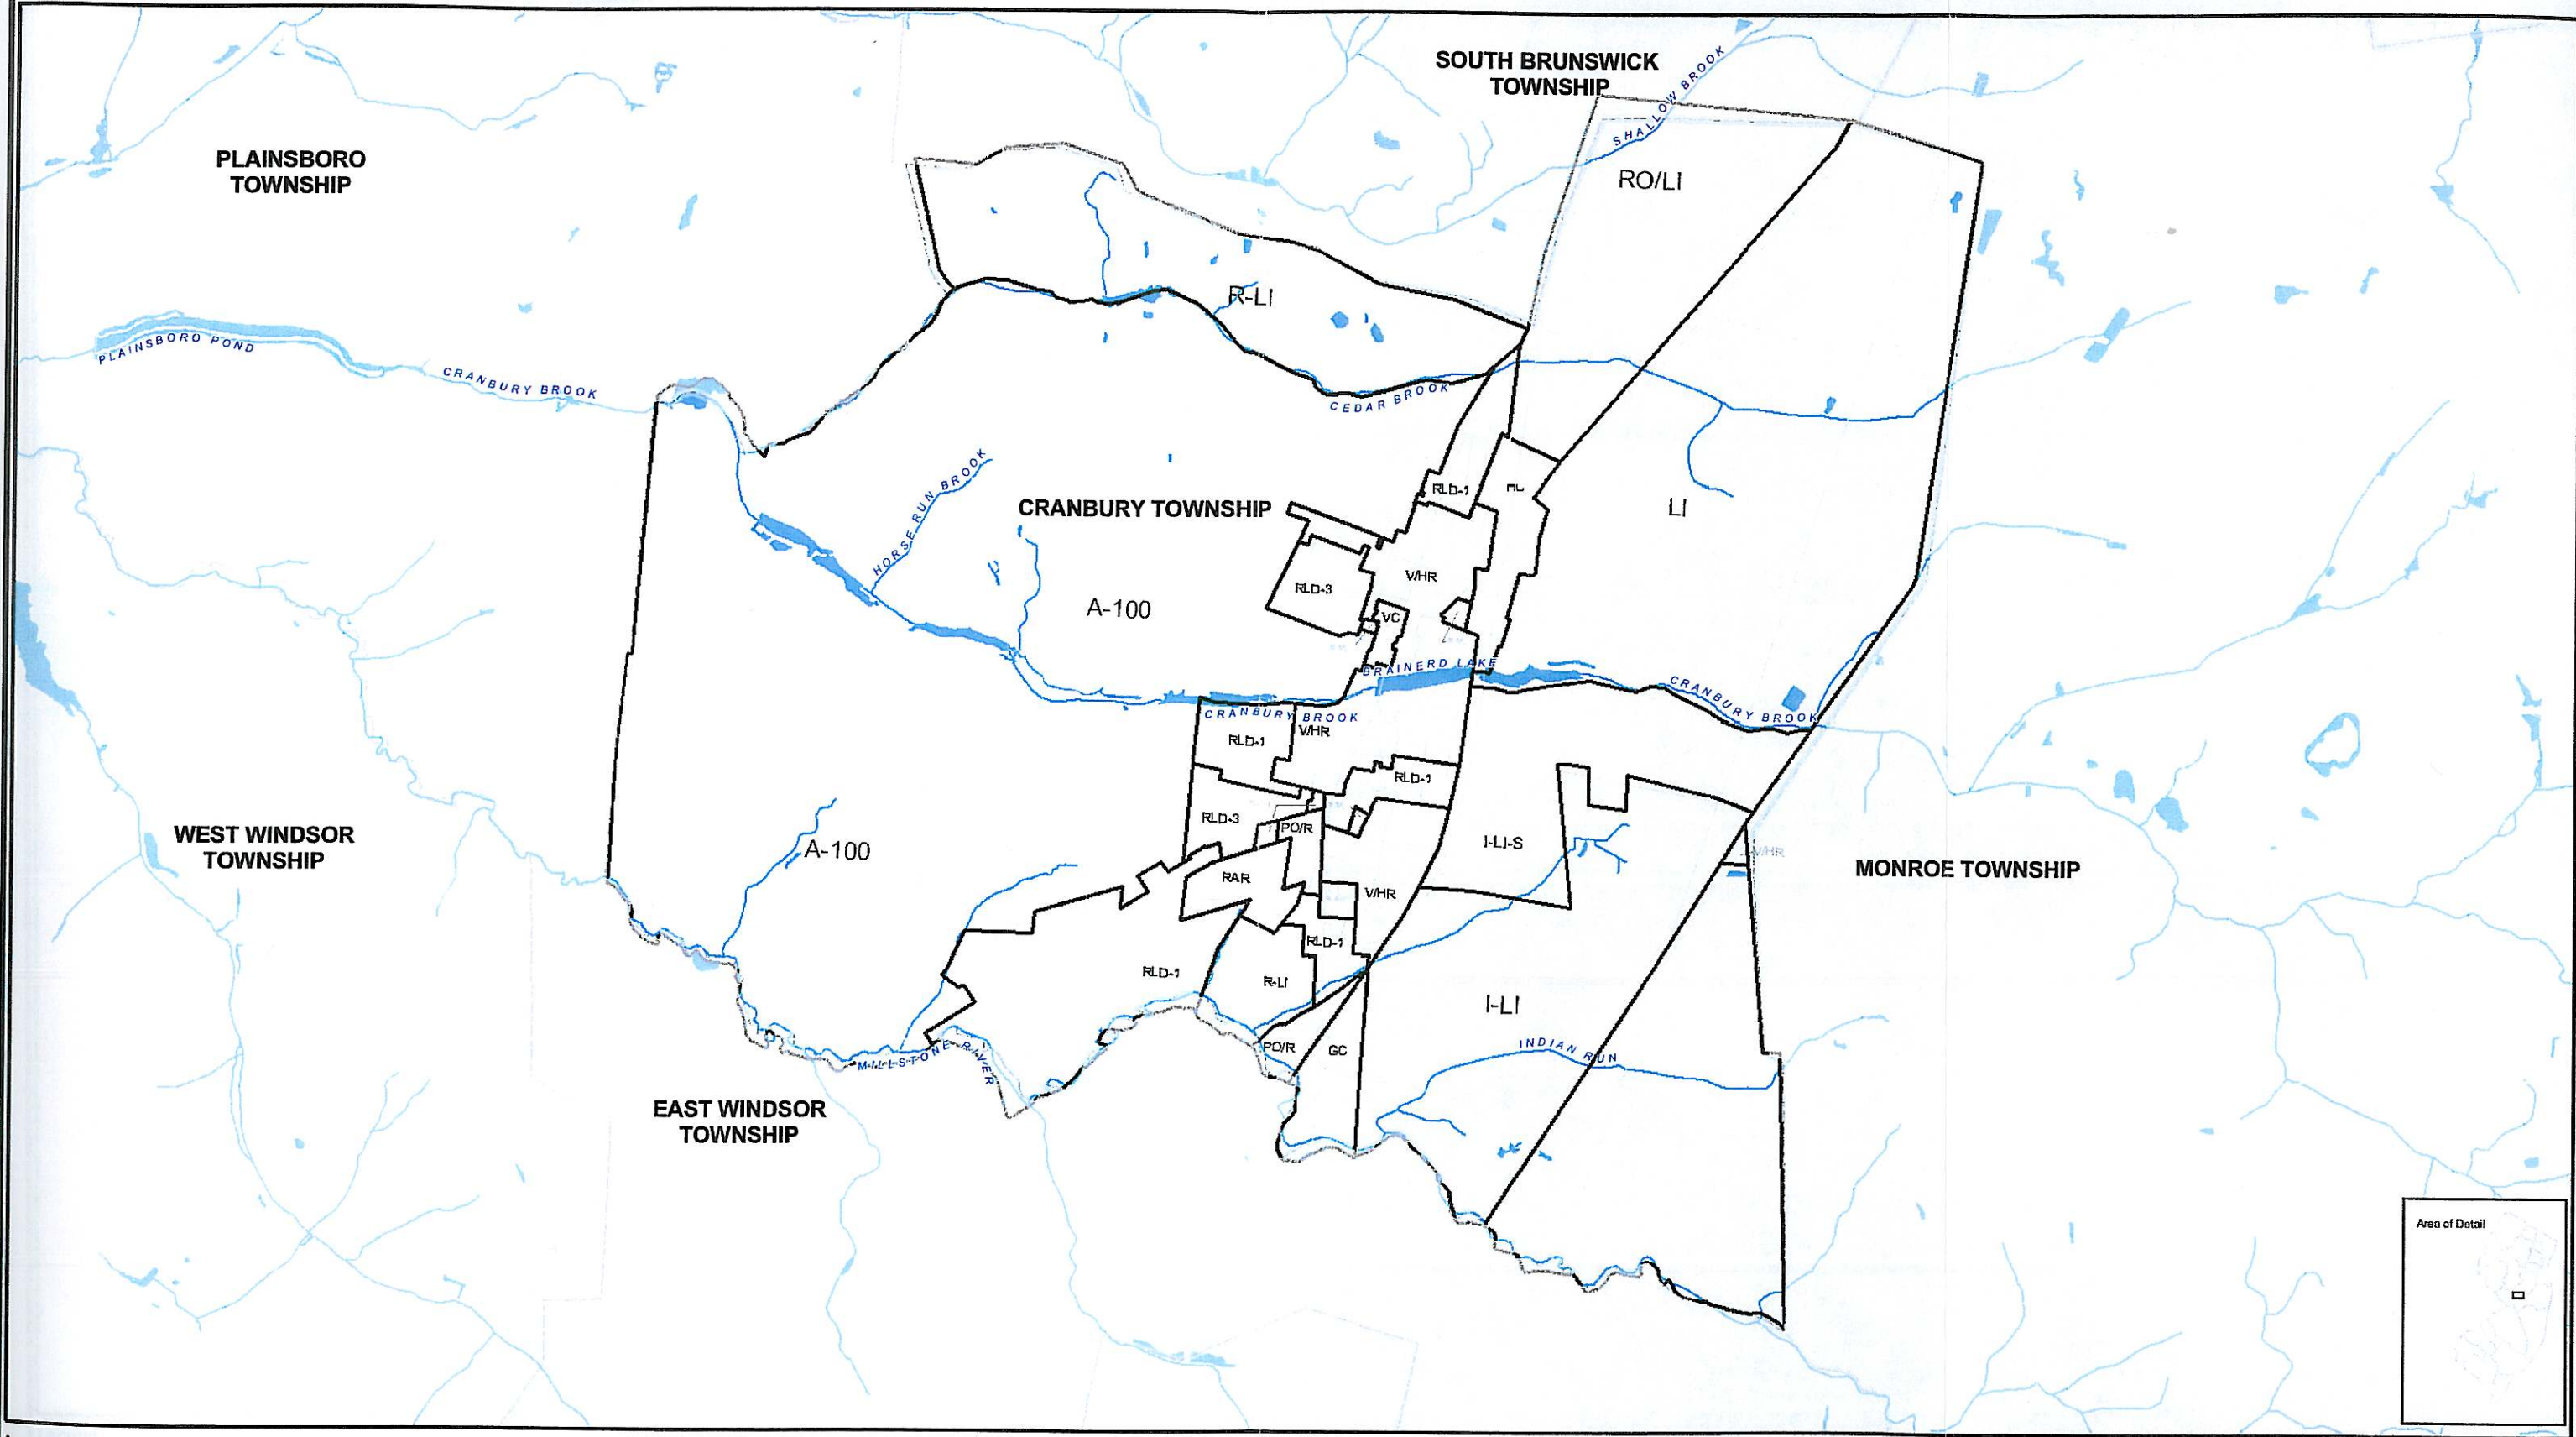 SOUTH BRUNSWICK
TOWNSHIP
SHALLOW BROOK
PLAINSBORO
TOWNSHIP
RO/LI
R-LI
PLAINSBORO POND
CRANBURY BROOK
CEDAR BROOK
HORSE RUN BROOK
CRANBURY TOWNSHIP
RLD-1
LI
V/HR
RLD-3
A-100
VC
BRAINERD LAKE
CRANBURY BROOK
CRANBURY BROOK
V/HR
RLD-1
RLD-1
RLD-3
PO/R
WEST WINDSOR
TOWNSHIP
A-100
I-LI-S
V/HR
MONROE TOWNSHIP
RAR
V/HR
RLD-1
RLD-1
R-LI
I-LI
PO/R
GC
INDIAN RUN
MILLSTONE RIVER
EAST WINDSOR
TOWNSHIP
Area of Detail